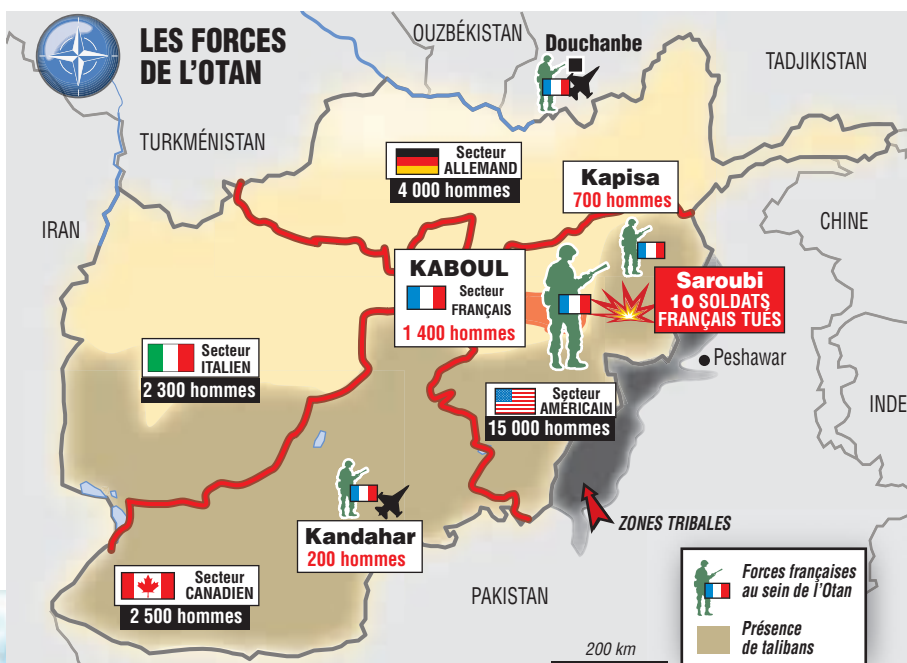 LES FORCES
DE L'OTAN
OUZBÉKISTAN
Douchanbe
TADJIKISTAN
TURKMÉNISTAN
Secteur
ALLEMAND
4 000 hommes
Kapisa
700 hommes
IRAN
CHINE
KABOUL
Secteur
FRANÇAIS
1 400 hommes
Saroubi
10 SOLDATS
FRANÇAIS TUÉS
Secteur
ITALIEN
2 300 hommes
Peshawar
Secteur
AMÉRICAIN
15 000 hommes
INDE
ZONES TRIBALES
Kandahar
200 hommes
Secteur
CANADIEN
2 500 hommes
PAKISTAN
Forces françaises
au sein de l'Otan
Présence
de talibans
200 km